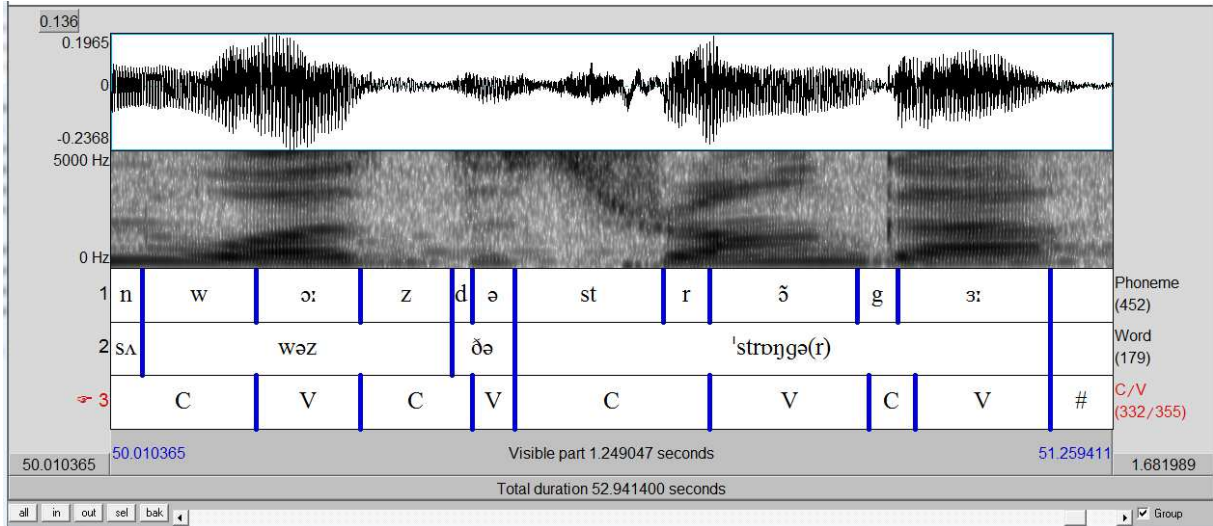 0.136
0.1965
0
-0.2368
5000 Hz
0 Hz
1 n w ɔː z d ə st r ɔ̃ g ɜː Phoneme (452)
2 sʌ wəz ðə ˈstrɒŋɡə(r) Word (179)
3 C V C V C V C V # C/V (332/355)
50.010365 Visible part 1.249047 seconds 51.259411
50.010365 1.681989
Total duration 52.941400 seconds
all in out sel bak Group